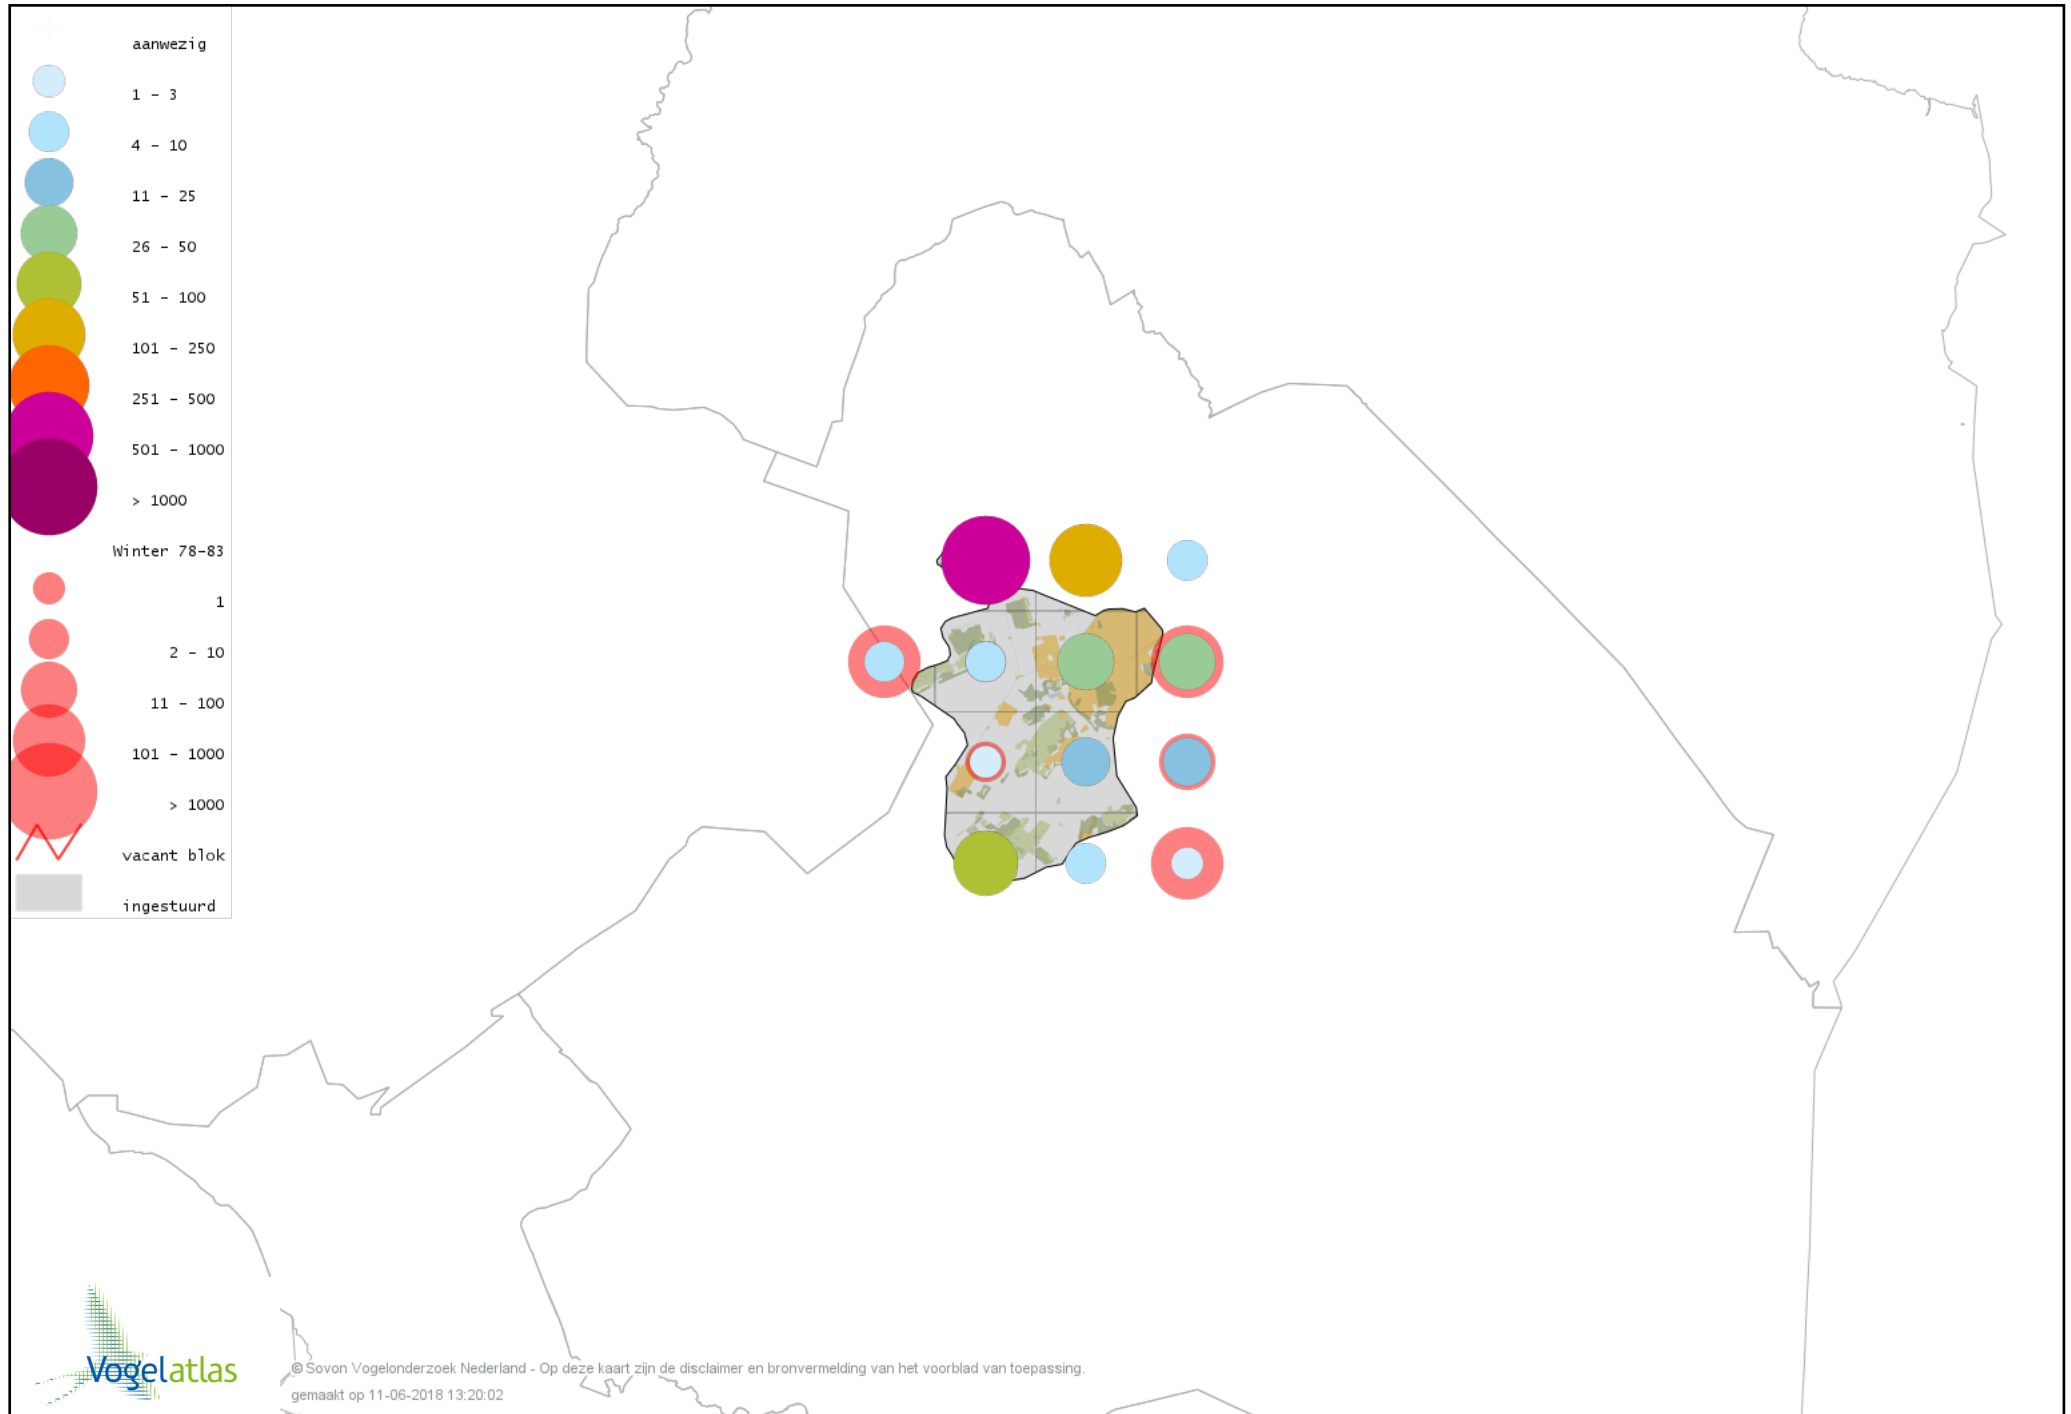 aanwezig
1 - 3
4 - 10
11 - 25
26 - 50
51 - 100
101 - 250
251 - 500
501 - 1000
> 1000
Winter 78-83
1
2 - 10
11 - 100
101 - 1000
> 1000
vacant blok
ingestuurd
Vogelatlas
© Sovon Vogelonderzoek Nederland - Op deze kaart zijn de disclaimer en bronvermelding van het voorblad van toepassing.
gemaakt op 11-06-2018 13:20:02